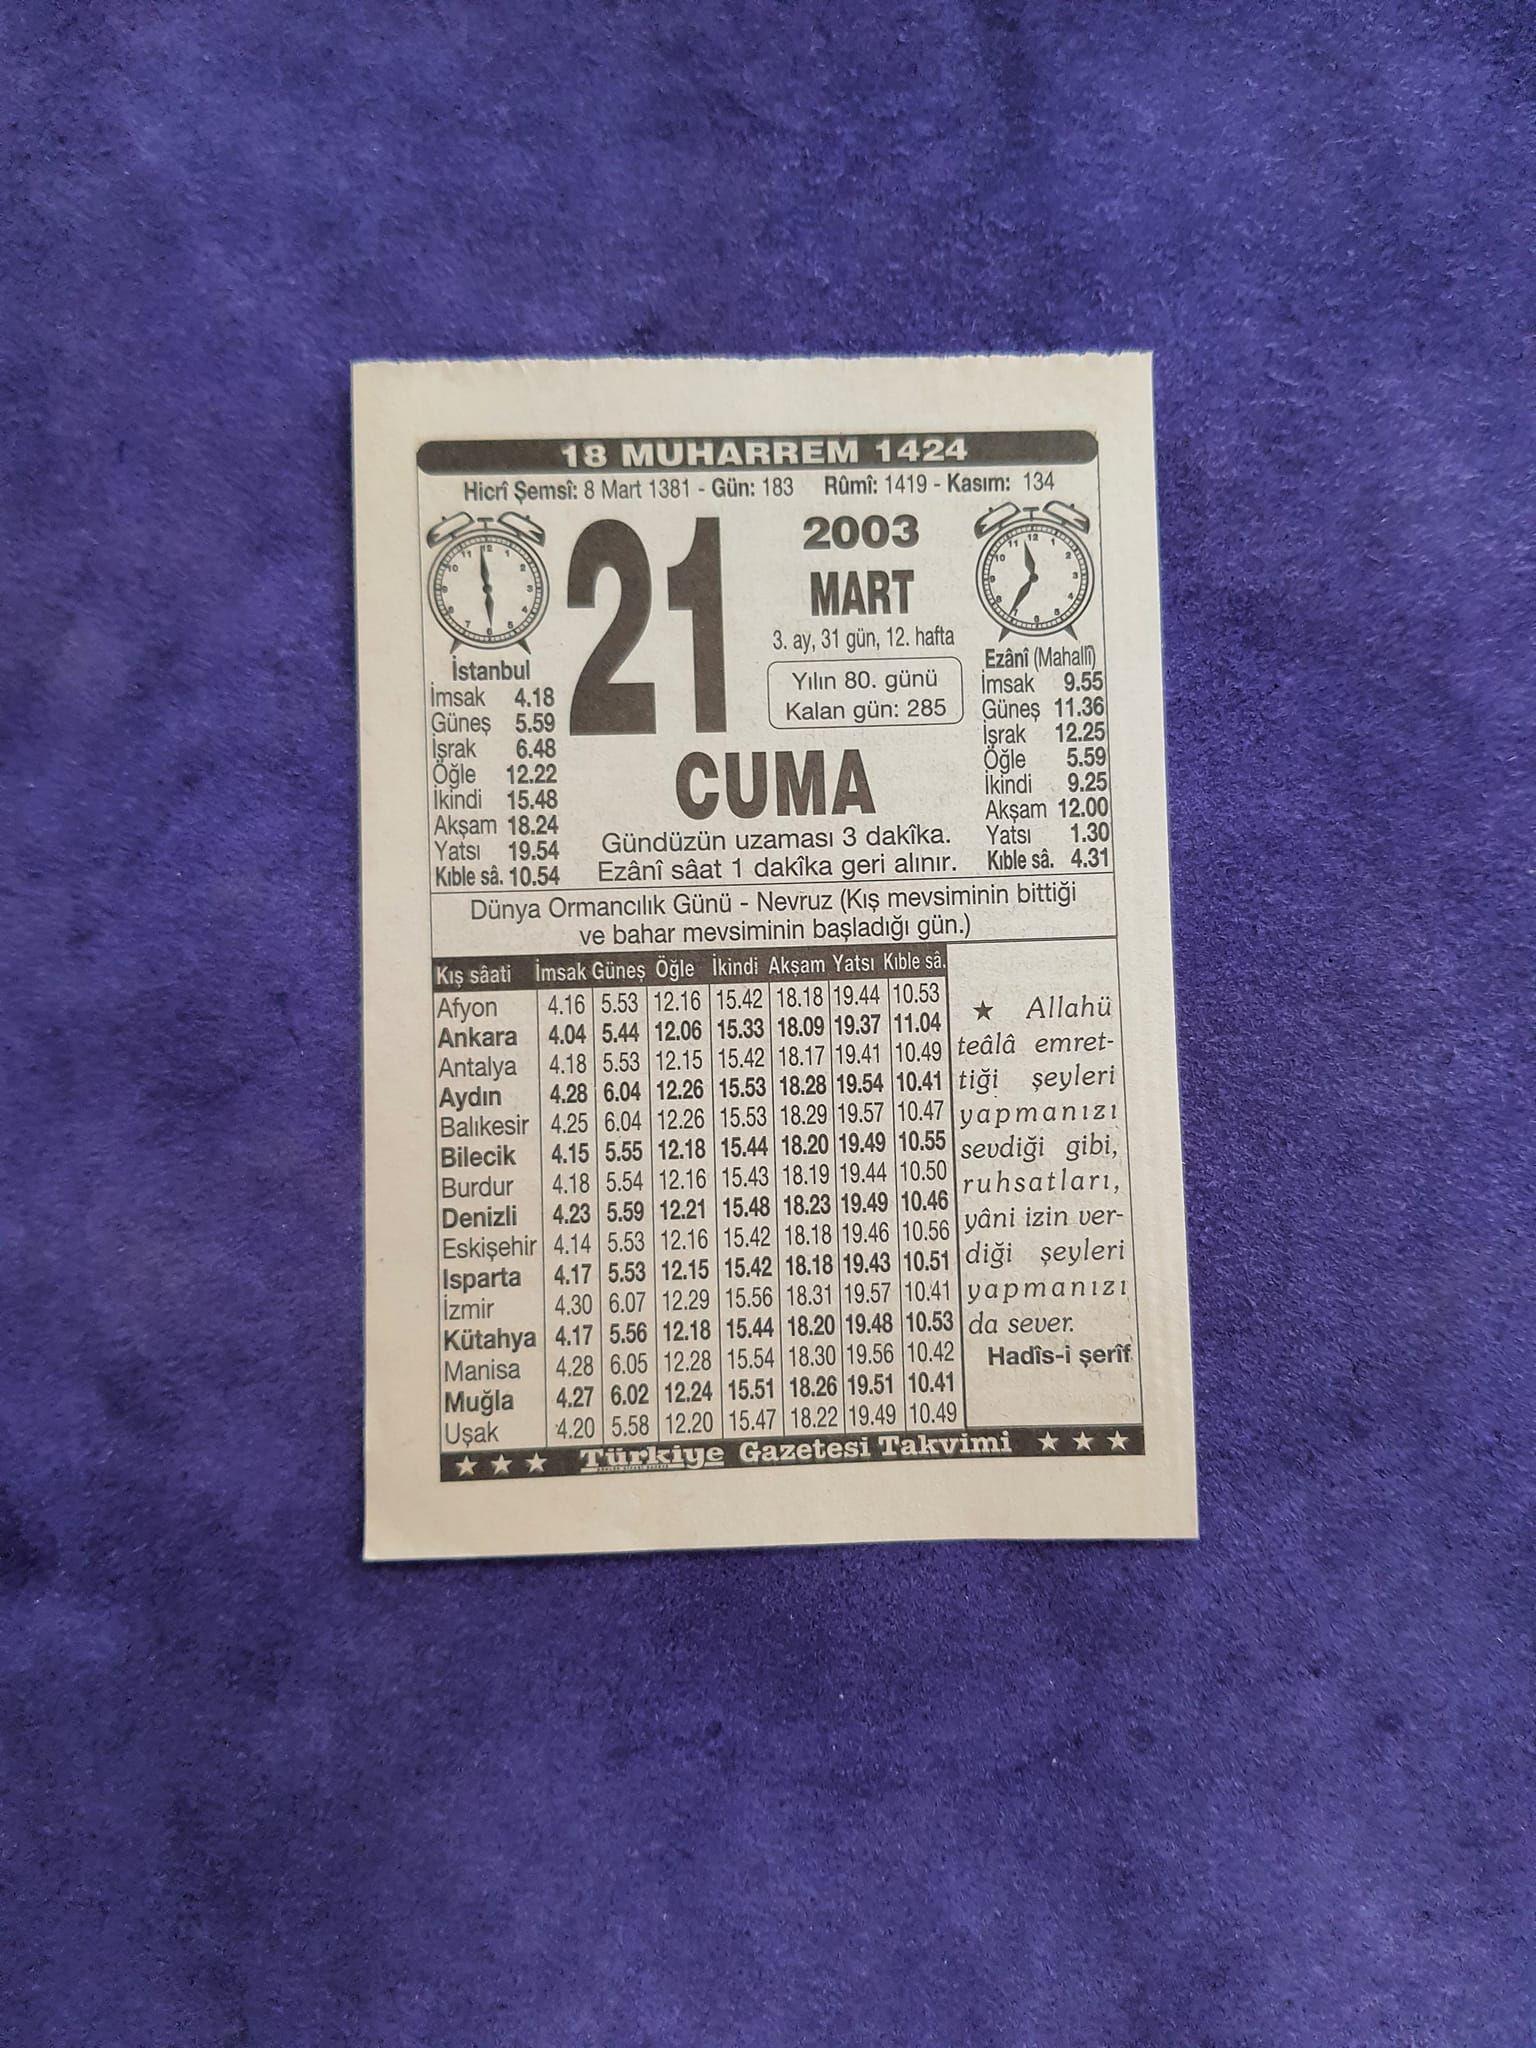 18 MUHARREM 1424
Hicrî Şemsî: 8 Mart 1381 - Gün: 183 Rûmî: 1419 - Kasım: 134
İstanbul
İmsak 4.18
Güneş 5.59
İşrak 6.48
Öğle 12.22
İkindi 15.48
Akşam 18.24
Yatsı 19.54
Kıble sâ. 10.54
21
2003
MART
3. ay, 31 gün, 12. hafta
Yılın 80. günü
Kalan gün: 285
CUMA
Gündüzün uzaması 3 dakîka.
Ezânî sâat 1 dakîka geri alınır.
Ezânî (Mahallî)
İmsak 9.55
Güneş 11.36
İşrak 12.25
Öğle 5.59
İkindi 9.25
Akşam 12.00
Yatsı 1.30
Kıble sâ. 4.31
Dünya Ormancılık Günü - Nevruz (Kış mevsiminin bittiği
ve bahar mevsiminin başladığı gün.)
Kış sâati İmsak Güneş Öğle İkindi Akşam Yatsı Kıble sâ.
Afyon 4.16 5.53 12.16 15.42 18.18 19.44 10.53
Ankara 4.04 5.44 12.06 15.33 18.09 19.37 11.04
Antalya 4.18 5.53 12.15 15.42 18.17 19.41 10.49
Aydın 4.28 6.04 12.26 15.53 18.28 19.54 10.41
Balıkesir 4.25 6.04 12.26 15.53 18.29 19.57 10.47
Bilecik 4.15 5.55 12.18 15.44 18.20 19.49 10.55
Burdur 4.18 5.54 12.16 15.43 18.19 19.44 10.50
Denizli 4.23 5.59 12.21 15.48 18.23 19.49 10.46
Eskişehir 4.14 5.53 12.16 15.42 18.18 19.46 10.56
Isparta 4.17 5.53 12.15 15.42 18.18 19.43 10.51
İzmir 4.30 6.07 12.29 15.56 18.31 19.57 10.41
Kütahya 4.17 5.56 12.18 15.44 18.20 19.48 10.53
Manisa 4.28 6.05 12.28 15.54 18.30 19.56 10.42
Muğla 4.27 6.02 12.24 15.51 18.26 19.51 10.41
Uşak 4.20 5.58 12.20 15.47 18.22 19.49 10.49
★ Allahü
teâlâ emret-
tiği şeyleri
yapmanızı
sevdiği gibi,
ruhsatları,
yâni izin ver-
diği şeyleri
yapmanızı
da sever.
Hadîs-i şerîf
★ ★ ★ Türkiye Gazetesi Takvimi ★ ★ ★